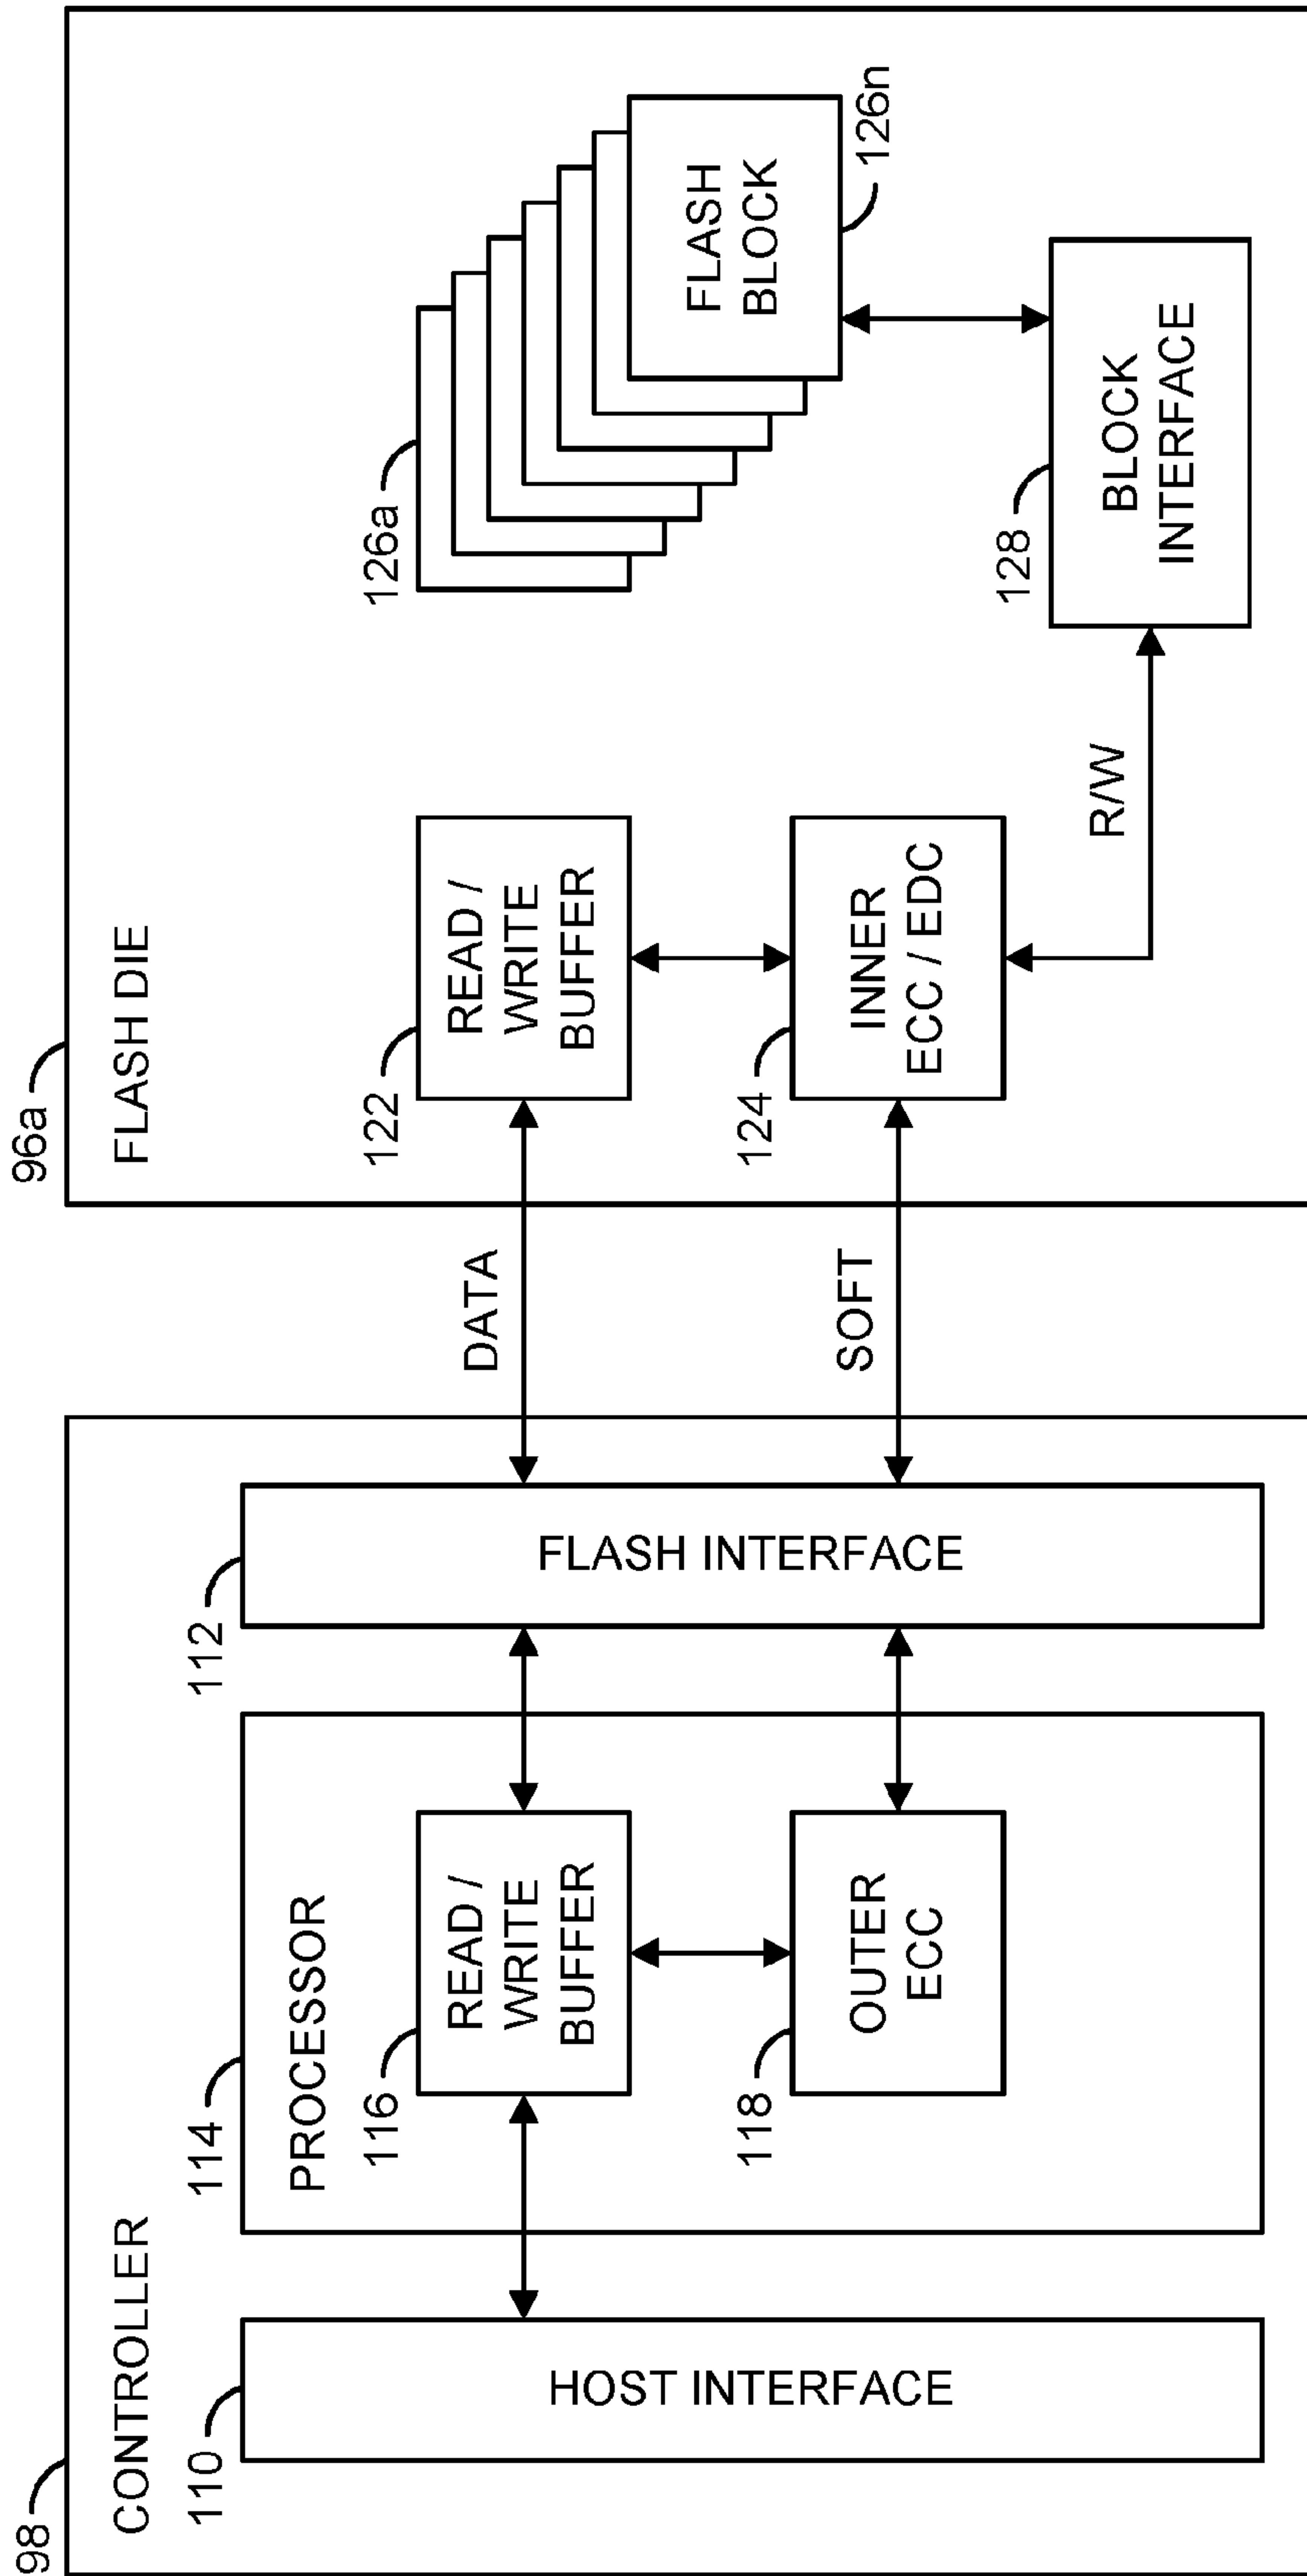 98
CONTROLLER
110
HOST INTERFACE
114
PROCESSOR
116
READ /
WRITE
BUFFER
118
OUTER
ECC
112
FLASH INTERFACE
DATA
SOFT
96a
FLASH DIE
122
READ /
WRITE
BUFFER
124
INNER
ECC / EDC
R/W
126a
FLASH
BLOCK
126n
128
BLOCK
INTERFACE